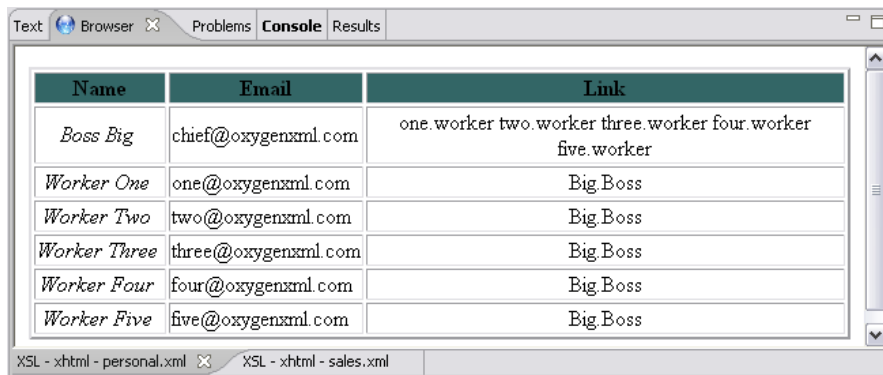 Text Browser Problems Console Results
Name Email Link
Boss Big chief@oxygenxml.com one.worker two.worker three.worker four.worker
five.worker
Worker One one@oxygenxml.com Big.Boss
Worker Two two@oxygenxml.com Big.Boss
Worker Three three@oxygenxml.com Big.Boss
Worker Four four@oxygenxml.com Big.Boss
Worker Five five@oxygenxml.com Big.Boss
XSL - xhtml - personal.xml XSL - xhtml - sales.xml